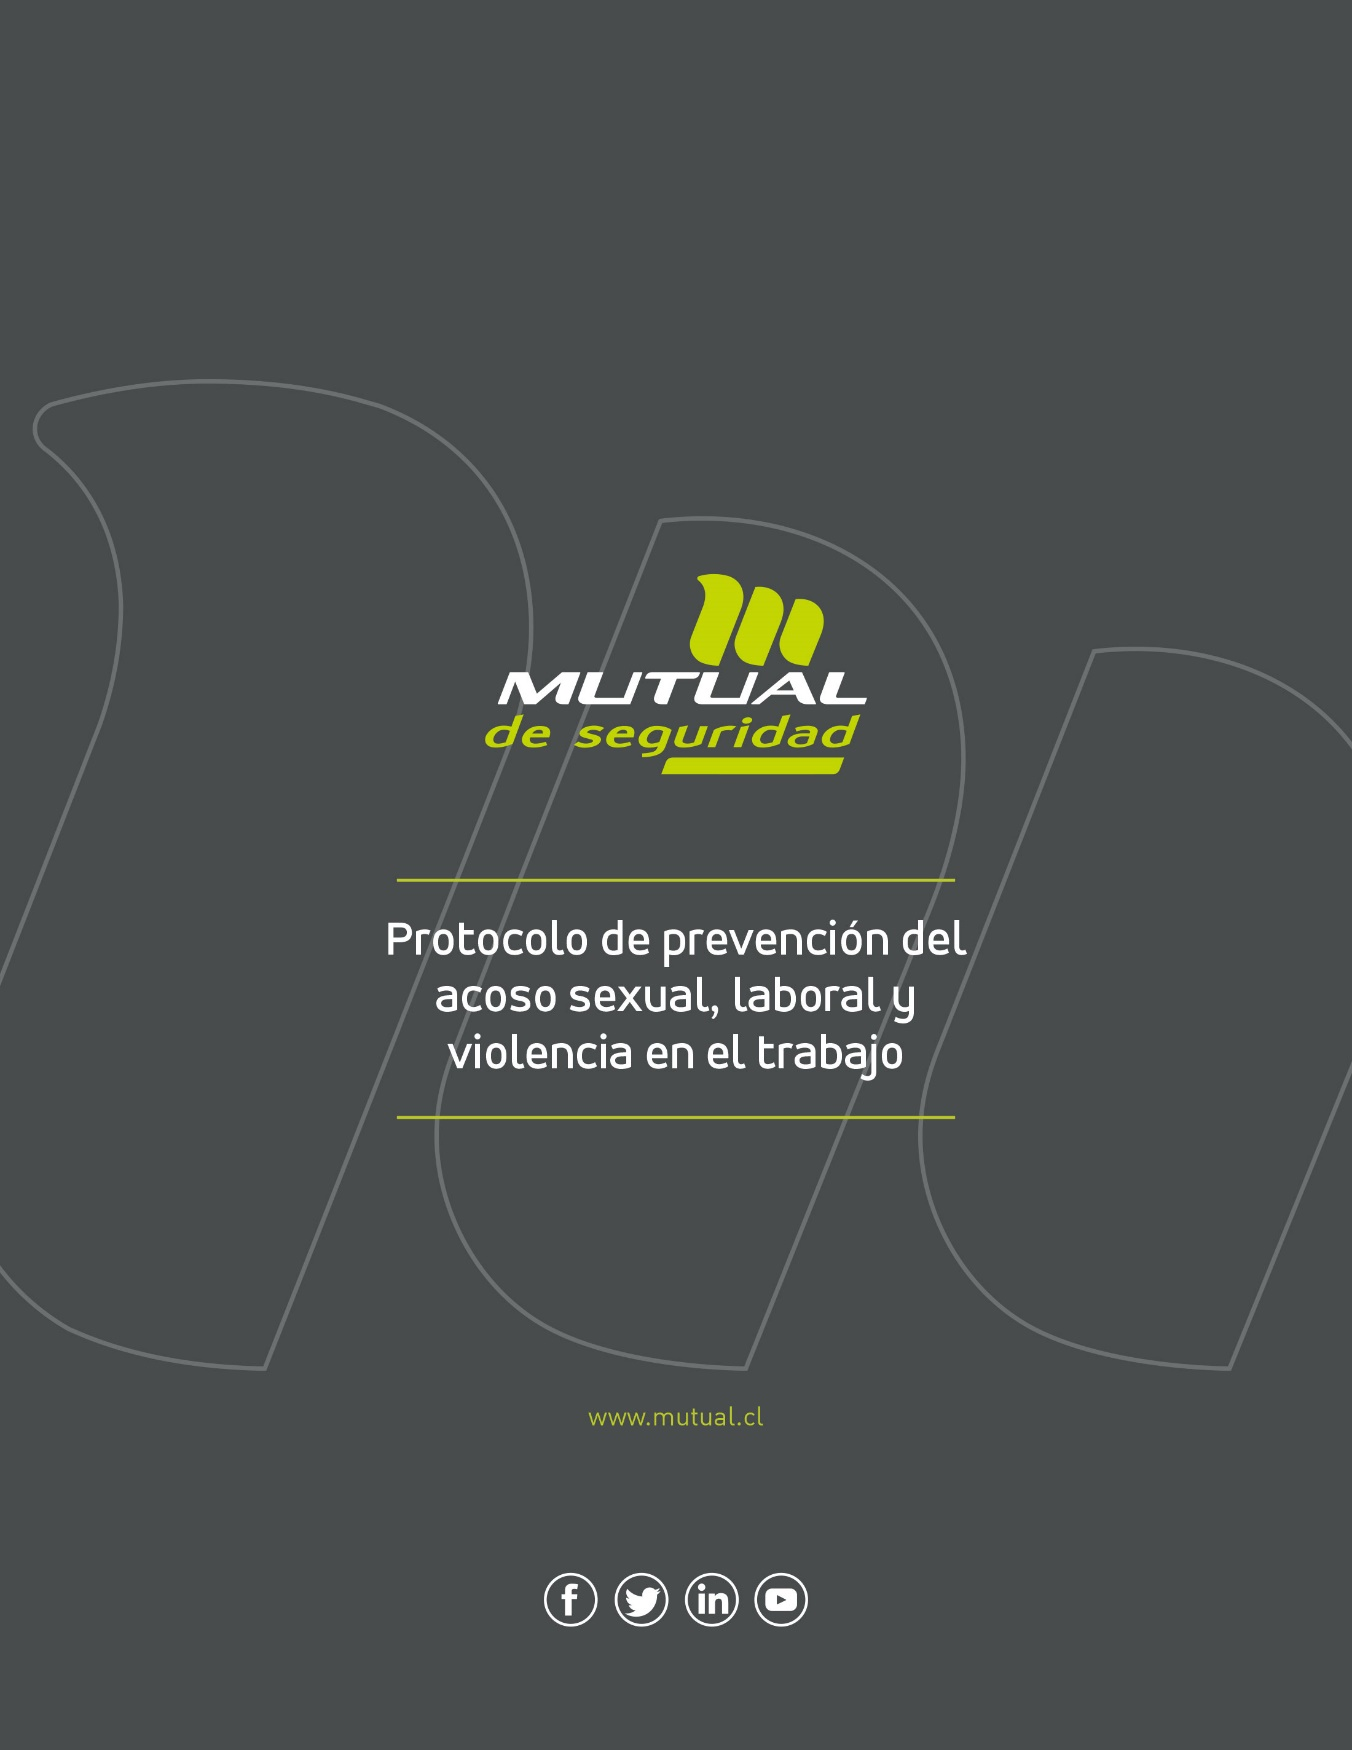 MUTUAL
de seguridad
Protocolo de prevención del
acoso sexual, laboral y
violencia en el trabajo
www.mutual.cl